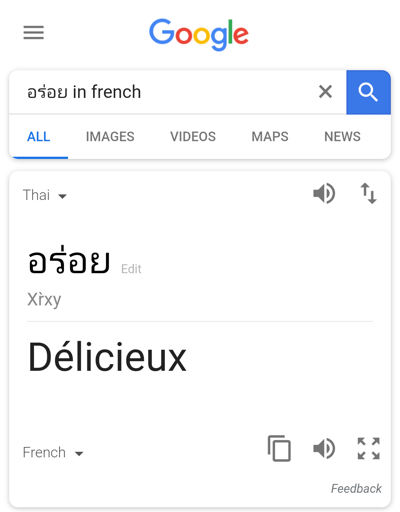 Google
อร่อย in french
ALL IMAGES VIDEOS MAPS NEWS
Thai
อร่อย Edit
Xr̀xy
Délicieux
French
Feedback